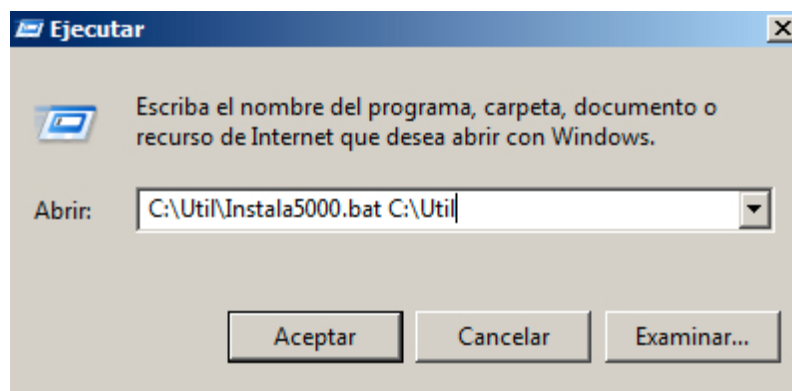 Ejecutar
Escriba el nombre del programa, carpeta, documento o
recurso de Internet que desea abrir con Windows.
Abrir: C:\Util\Instala5000.bat C:\Util
Aceptar Cancelar Examinar...